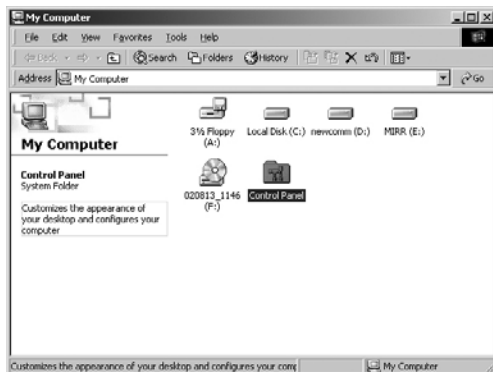 My Computer
File Edit View Favorites Tools Help
Back Search Folders History
Address My Computer Go
My Computer
Control Panel
System Folder
Customizes the appearance of
your desktop and configures your
computer
3½ Floppy
(A:)
Local Disk (C:)
newcomm (D:)
MIRR (E:)
020813_1146
(F:)
Control Panel
Customizes the appearance of your desktop and configures your comp
My Computer